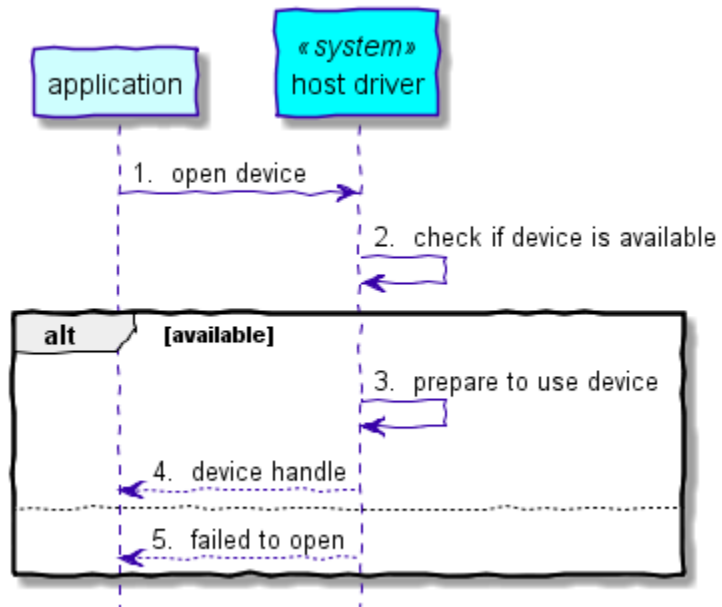 application
«system»
host driver
1. open device
2. check if device is available
alt [available]
3. prepare to use device
4. device handle
5. failed to open